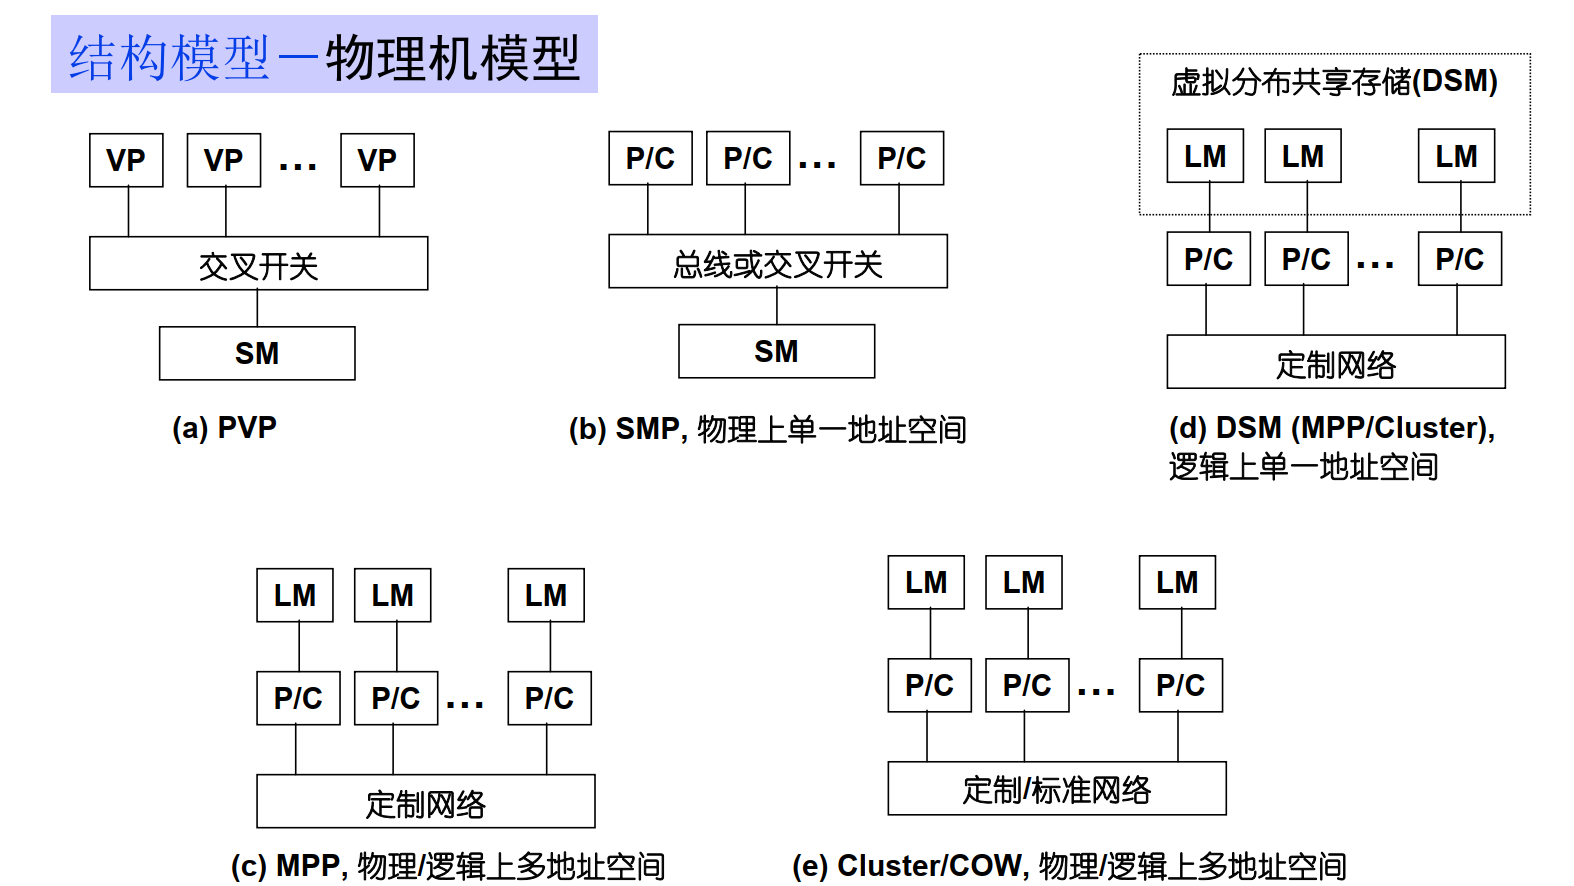 结构模型—物理机模型
VP VP ... VP
交叉开关
SM
(a) PVP
P/C P/C ... P/C
总线或交叉开关
SM
(b) SMP, 物理上单一地址空间
虚拟分布共享存储(DSM)
LM LM LM
P/C P/C ... P/C
定制网络
(d) DSM (MPP/Cluster),
逻辑上单一地址空间
LM LM LM
P/C P/C ... P/C
定制网络
(c) MPP, 物理/逻辑上多地址空间
LM LM LM
P/C P/C ... P/C
定制/标准网络
(e) Cluster/COW, 物理/逻辑上多地址空间